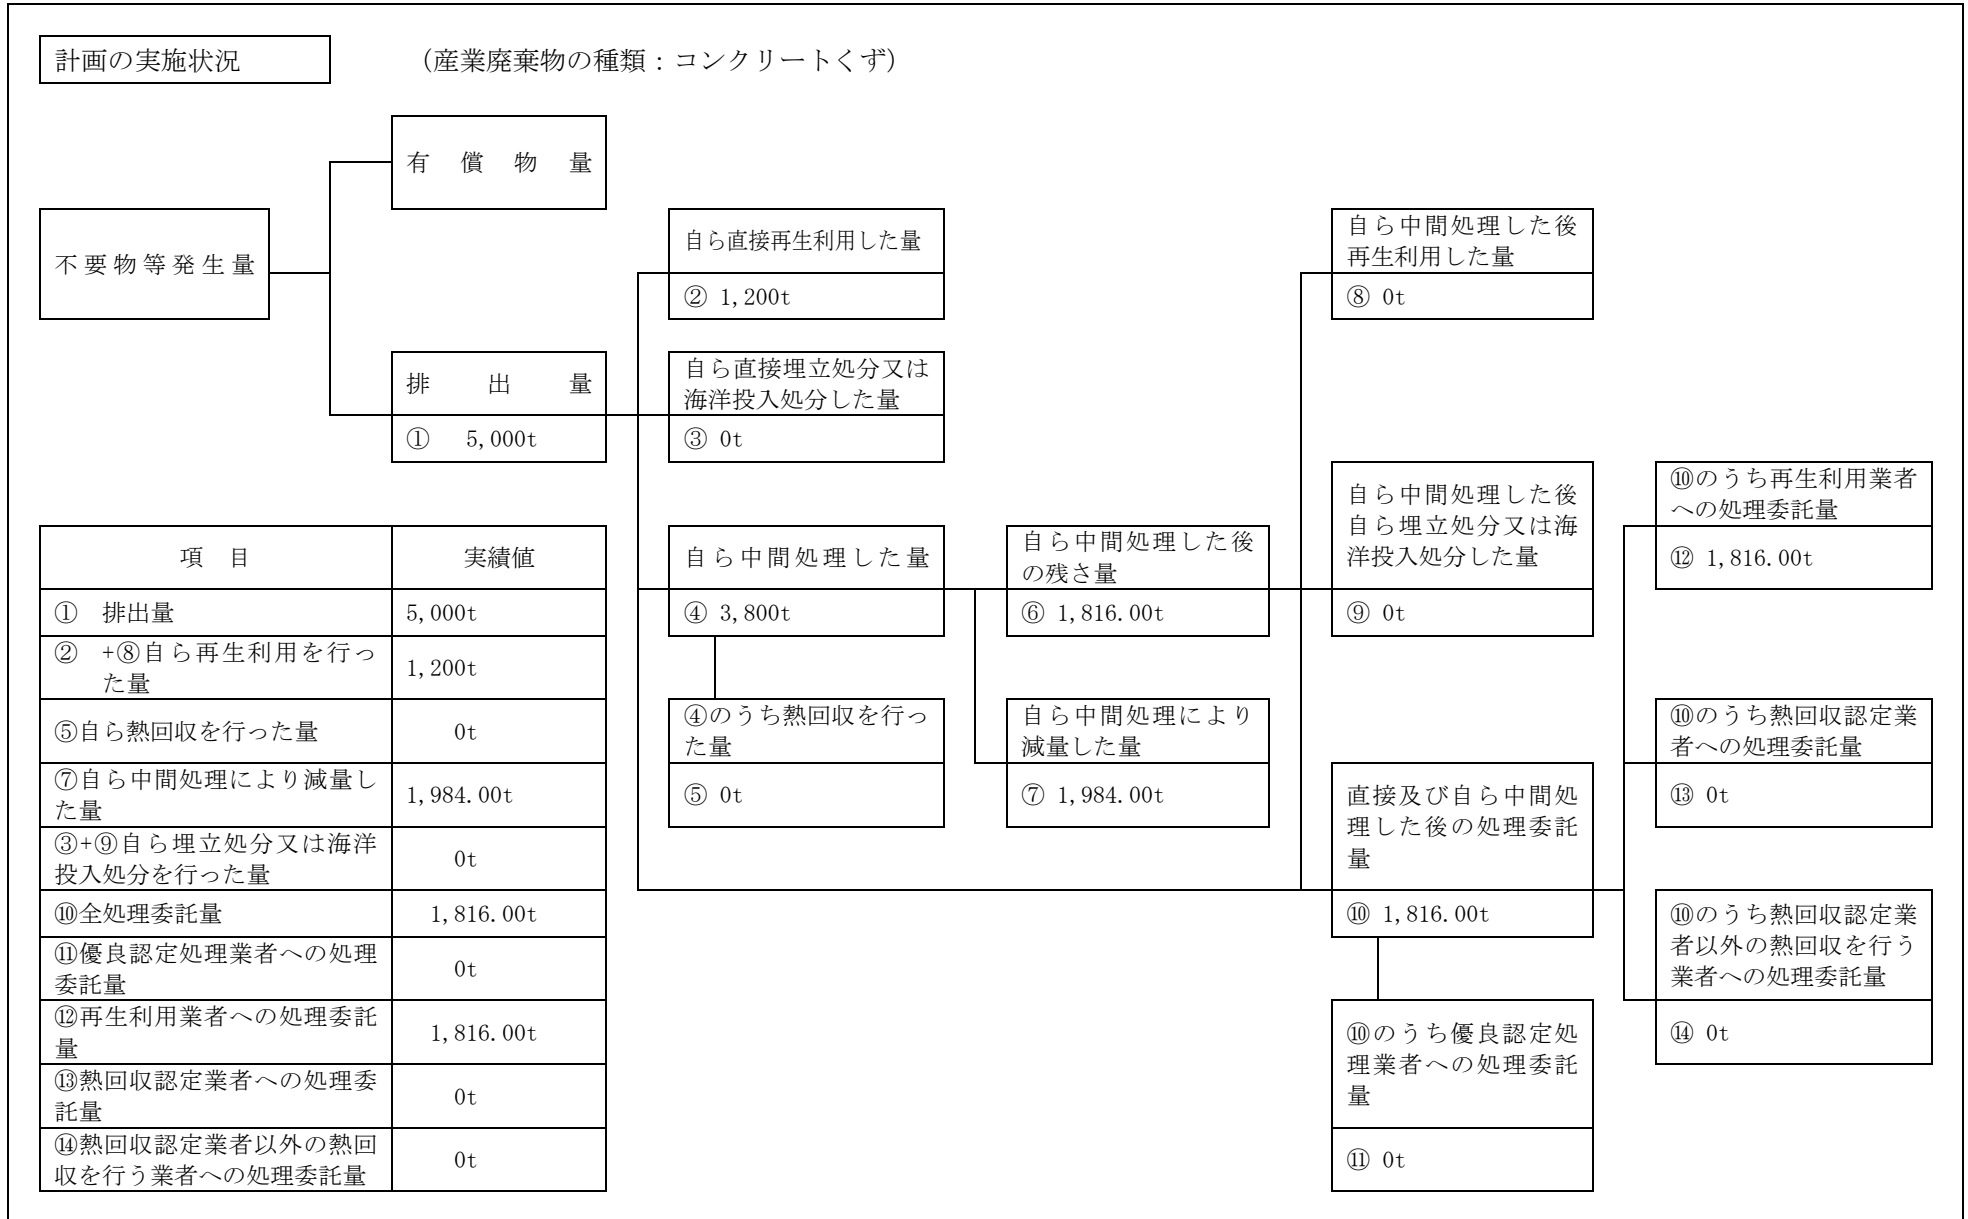 計画の実施状況
（産業廃棄物の種類：コンクリートくず）
有償物量
不要物等発生量
自ら直接再生利用した量
② 1,200t
自ら中間処理した後
再生利用した量
⑧ 0t
排出量
① 5,000t
自ら直接埋立処分又は
海洋投入処分した量
③ 0t
項目 実績値
① 排出量 5,000t
② +⑧自ら再生利用を行っ
た量
1,200t
⑤自ら熱回収を行った量 0t
⑦自ら中間処理により減量し
た量
1,984.00t
③+⑨自ら埋立処分又は海洋
投入処分を行った量
0t
⑩全処理委託量 1,816.00t
⑪優良認定処理業者への処理
委託量
0t
⑫再生利用業者への処理委託
量
1,816.00t
⑬熱回収認定業者への処理委
託量
0t
⑭熱回収認定業者以外の熱回
収を行う業者への処理委託量
0t
自ら中間処理した量
④ 3,800t
④のうち熱回収を行っ
た量
⑤ 0t
自ら中間処理した後
の残さ量
⑥ 1,816.00t
自ら中間処理により
減量した量
⑦ 1,984.00t
自ら中間処理した後
自ら埋立処分又は海
洋投入処分した量
⑨ 0t
直接及び自ら中間処
理した後の処理委託
量
⑩ 1,816.00t
⑩のうち優良認定処
理業者への処理委託
量
⑪ 0t
⑩のうち再生利用業者
への処理委託量
⑫ 1,816.00t
⑩のうち熱回収認定業
者への処理委託量
⑬ 0t
⑩のうち熱回収認定業
者以外の熱回収を行う
業者への処理委託量
⑭ 0t